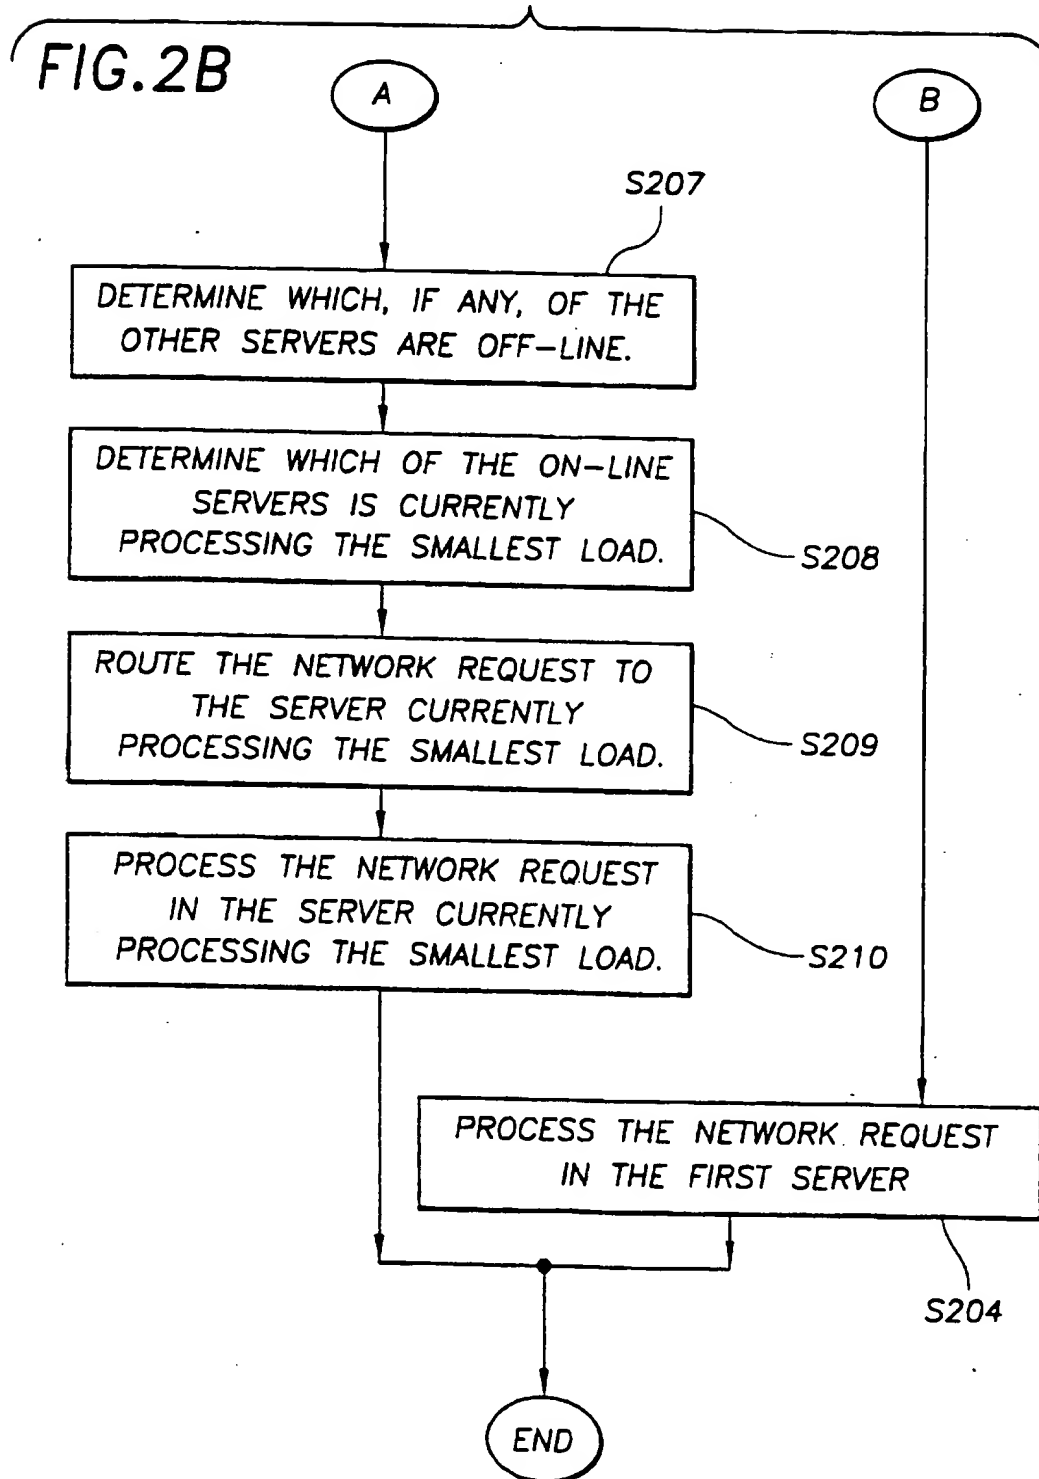 FIG.2B
A
B
S207
DETERMINE WHICH, IF ANY, OF THE
OTHER SERVERS ARE OFF-LINE.
DETERMINE WHICH OF THE ON-LINE
SERVERS IS CURRENTLY
PROCESSING THE SMALLEST LOAD.
S208
ROUTE THE NETWORK REQUEST TO
THE SERVER CURRENTLY
PROCESSING THE SMALLEST LOAD.
S209
PROCESS THE NETWORK REQUEST
IN THE SERVER CURRENTLY
PROCESSING THE SMALLEST LOAD.
S210
PROCESS THE NETWORK REQUEST
IN THE FIRST SERVER
S204
END